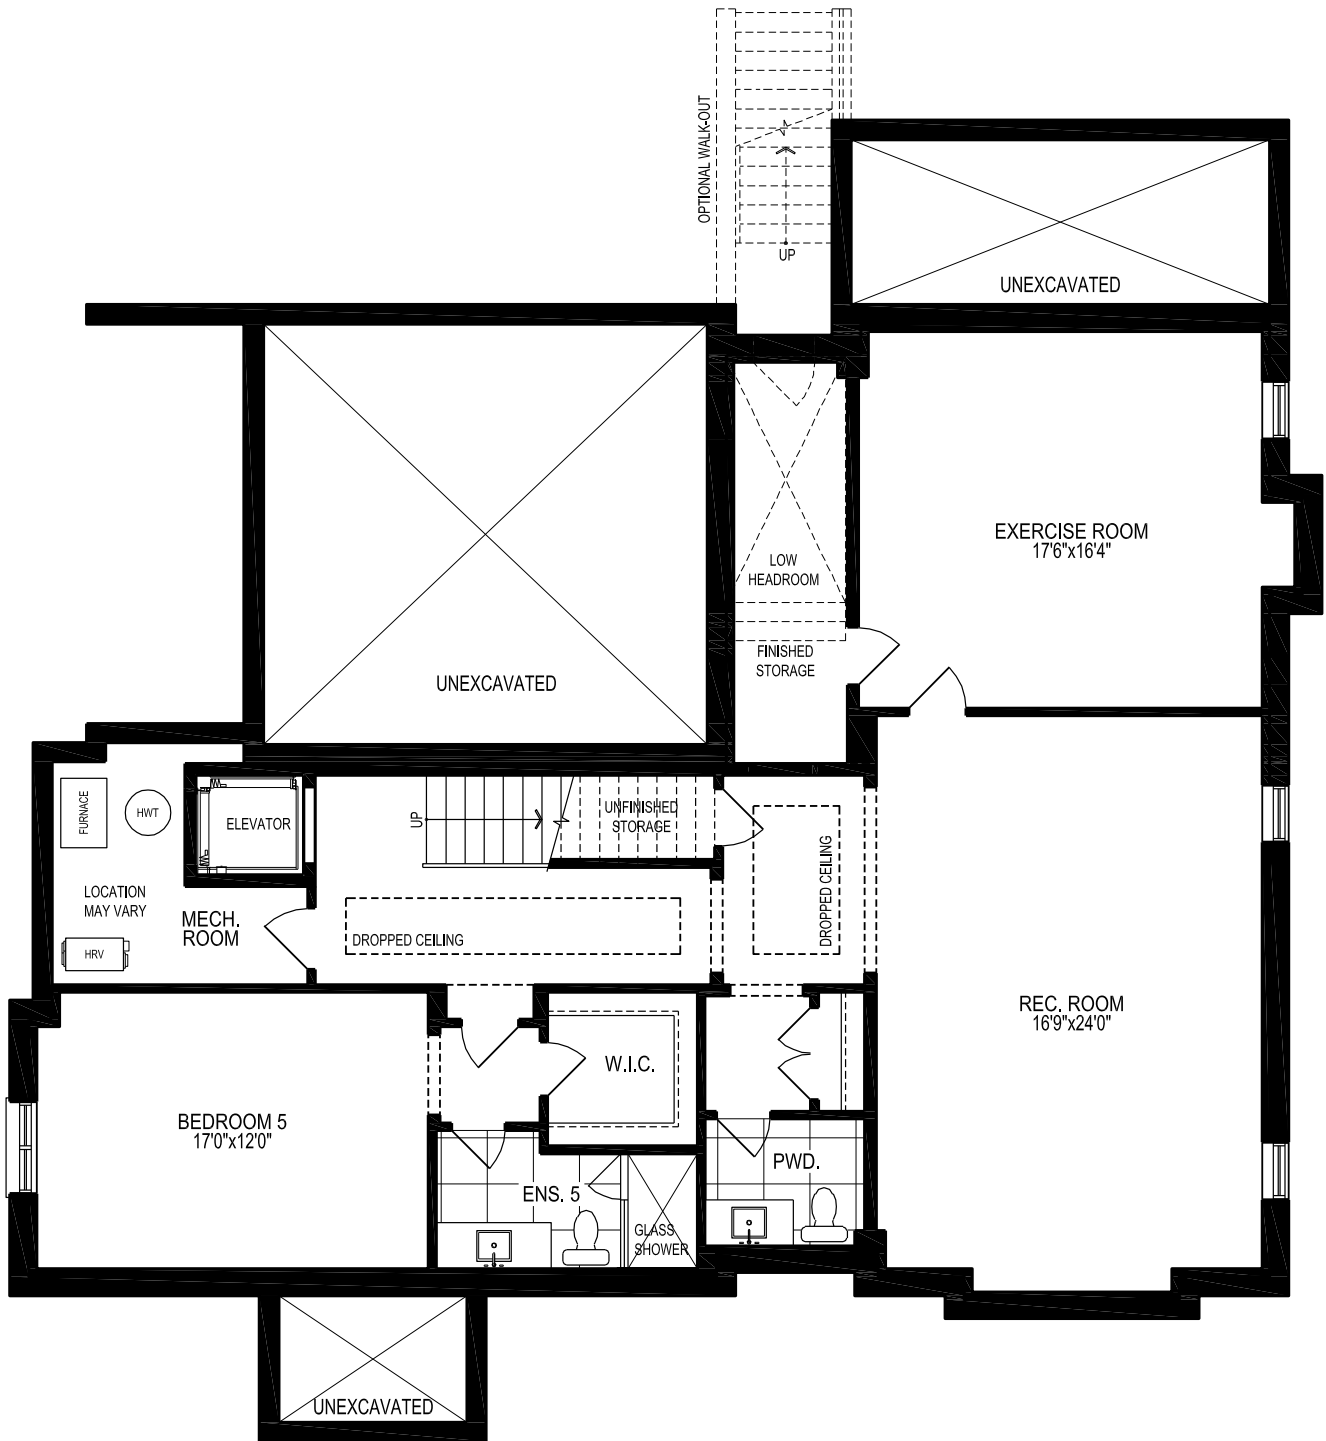 OPTIONAL WALK-OUT
UP
UNEXCAVATED
EXERCISE ROOM
17'6"x16'4"
LOW
HEADROOM
FINISHED
STORAGE
UNEXCAVATED
FURNACE
HWT
ELEVATOR
UP
UNFINISHED
STORAGE
DROPPED CEILING
LOCATION
MAY VARY
MECH.
ROOM
HRV
DROPPED CEILING
REC. ROOM
16'9"x24'0"
W.I.C.
BEDROOM 5
17'0"x12'0"
PWD.
ENS. 5
GLASS
SHOWER
UNEXCAVATED